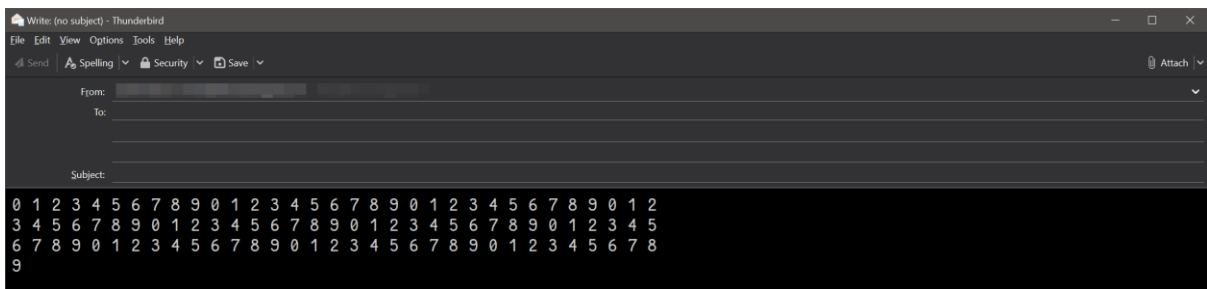 Write: (no subject) - Thunderbird
File Edit View Options Tools Help
Send Spelling Security Save Attach
From:
To:
Subject:
0 1 2 3 4 5 6 7 8 9 0 1 2 3 4 5 6 7 8 9 0 1 2 3 4 5 6 7 8 9 0 1 2
3 4 5 6 7 8 9 0 1 2 3 4 5 6 7 8 9 0 1 2 3 4 5 6 7 8 9 0 1 2 3 4 5
6 7 8 9 0 1 2 3 4 5 6 7 8 9 0 1 2 3 4 5 6 7 8 9 0 1 2 3 4 5 6 7 8
9